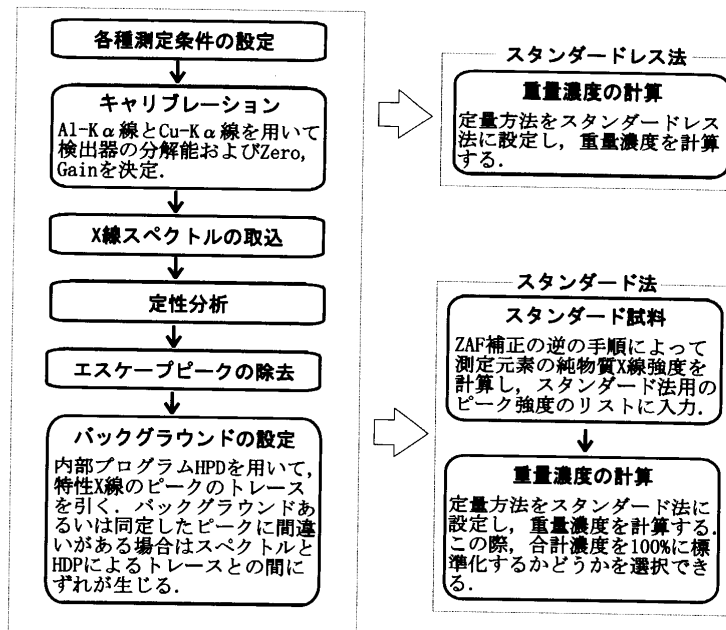 各種測定条件の設定
キャリブレーション
Al-Kα線とCu-Kα線を用いて
検出器の分解能およびZero,
Gainを決定.
X線スペクトルの取込
定性分析
エスケープピークの除去
バックグラウンドの設定
内部プログラムHPDを用いて,
特性X線のピークのトレース
を引く. バックグラウンドあ
るいは同定したピークに間違
いがある場合はスペクトルと
HDPによるトレースとの間に
ずれが生じる.
スタンダードレス法
重量濃度の計算
定量方法をスタンダードレス
法に設定し, 重量濃度を計算
する.
スタンダード法
スタンダード試料
ZAF補正の逆の手順によって
測定元素の純物質X線強度を
計算し, スタンダード法用の
ピーク強度のリストに入力.
重量濃度の計算
定量方法をスタンダード法に
設定し, 重量濃度を計算する.
この際, 合計濃度を100%に標
準化するかどうかを選択でき
る.